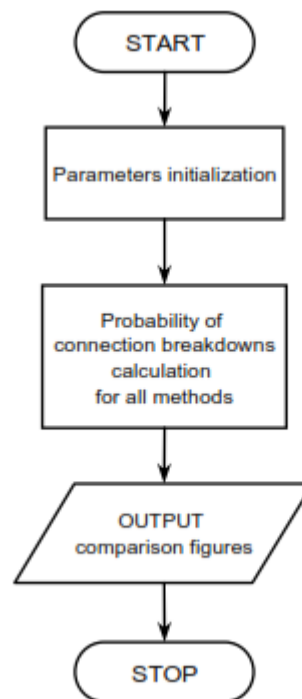 START
Parameters initialization
Probability of
connection breakdowns
calculation
for all methods
OUTPUT
comparison figures
STOP